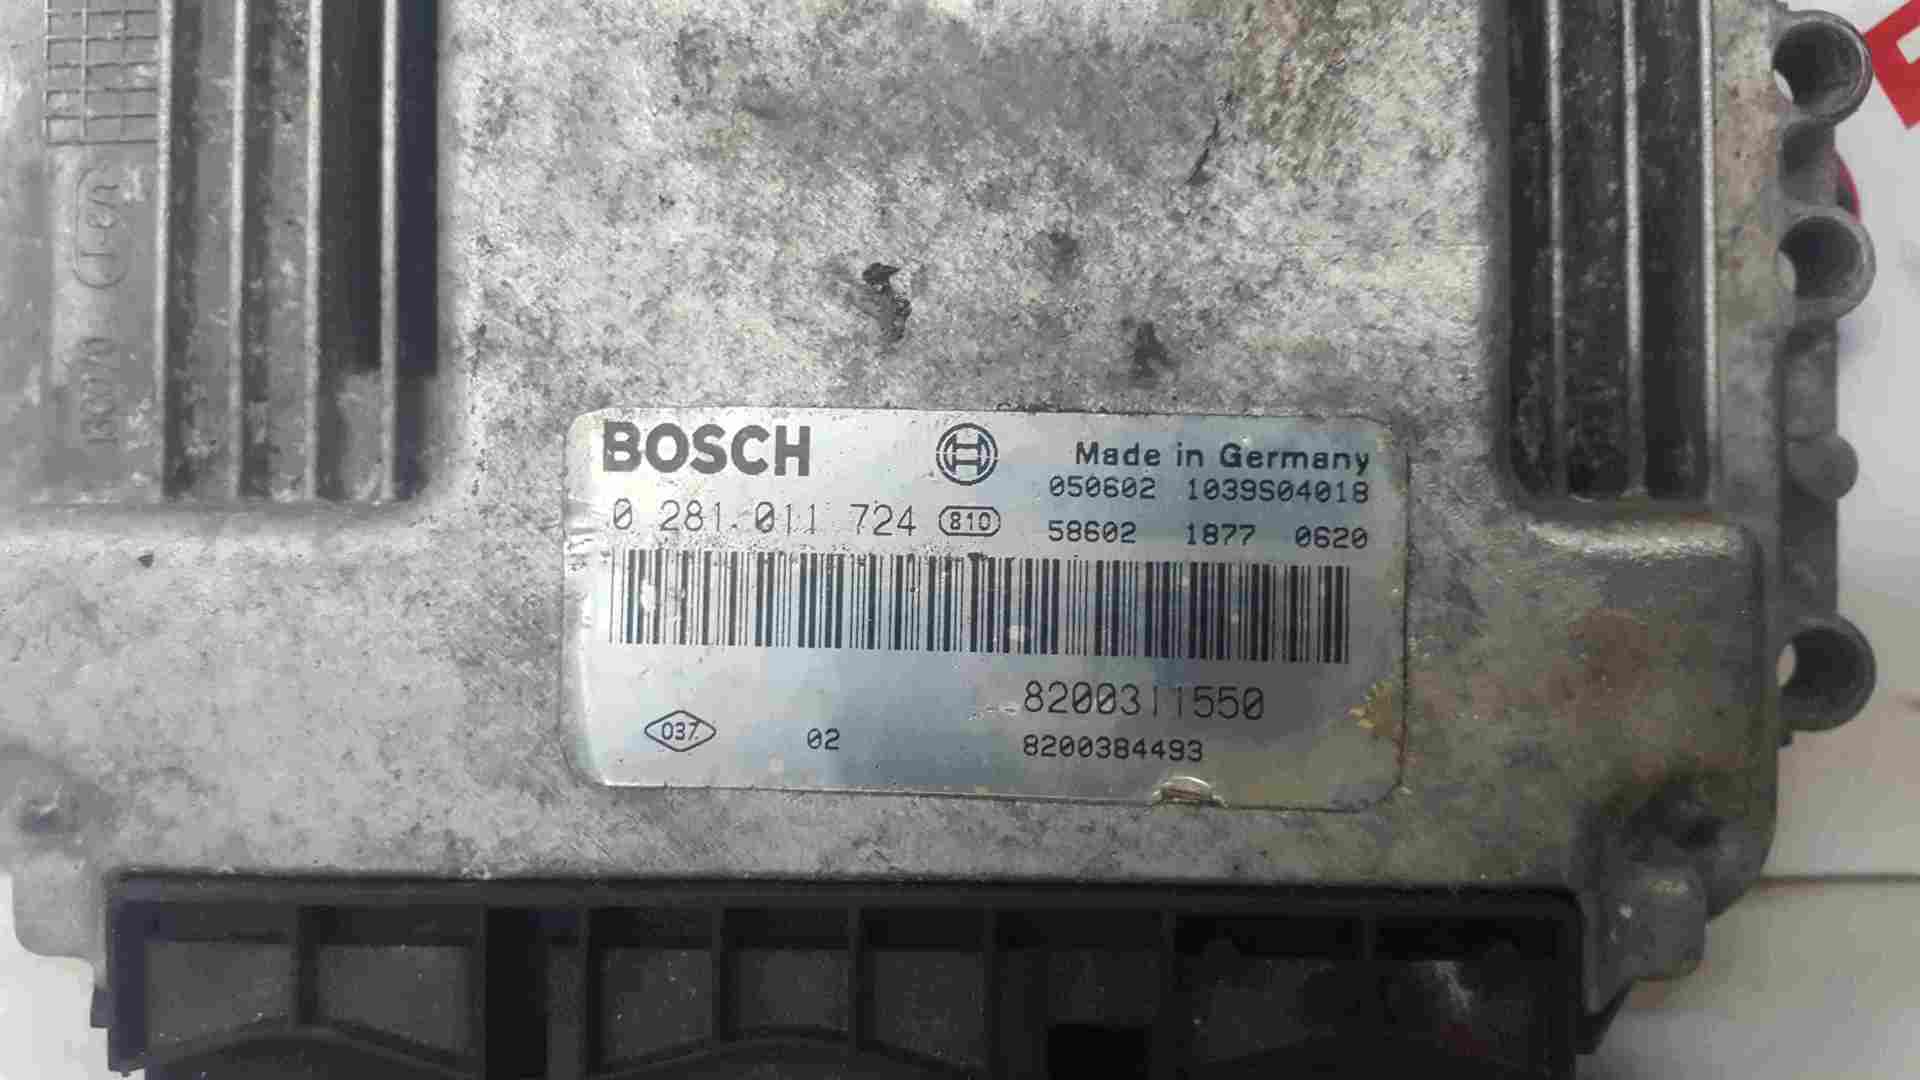 BOSCH
Made in Germany
050602 1039S04018
0 281 011 724 810
58602 1877 0620
8200311550
037 02 8200384493